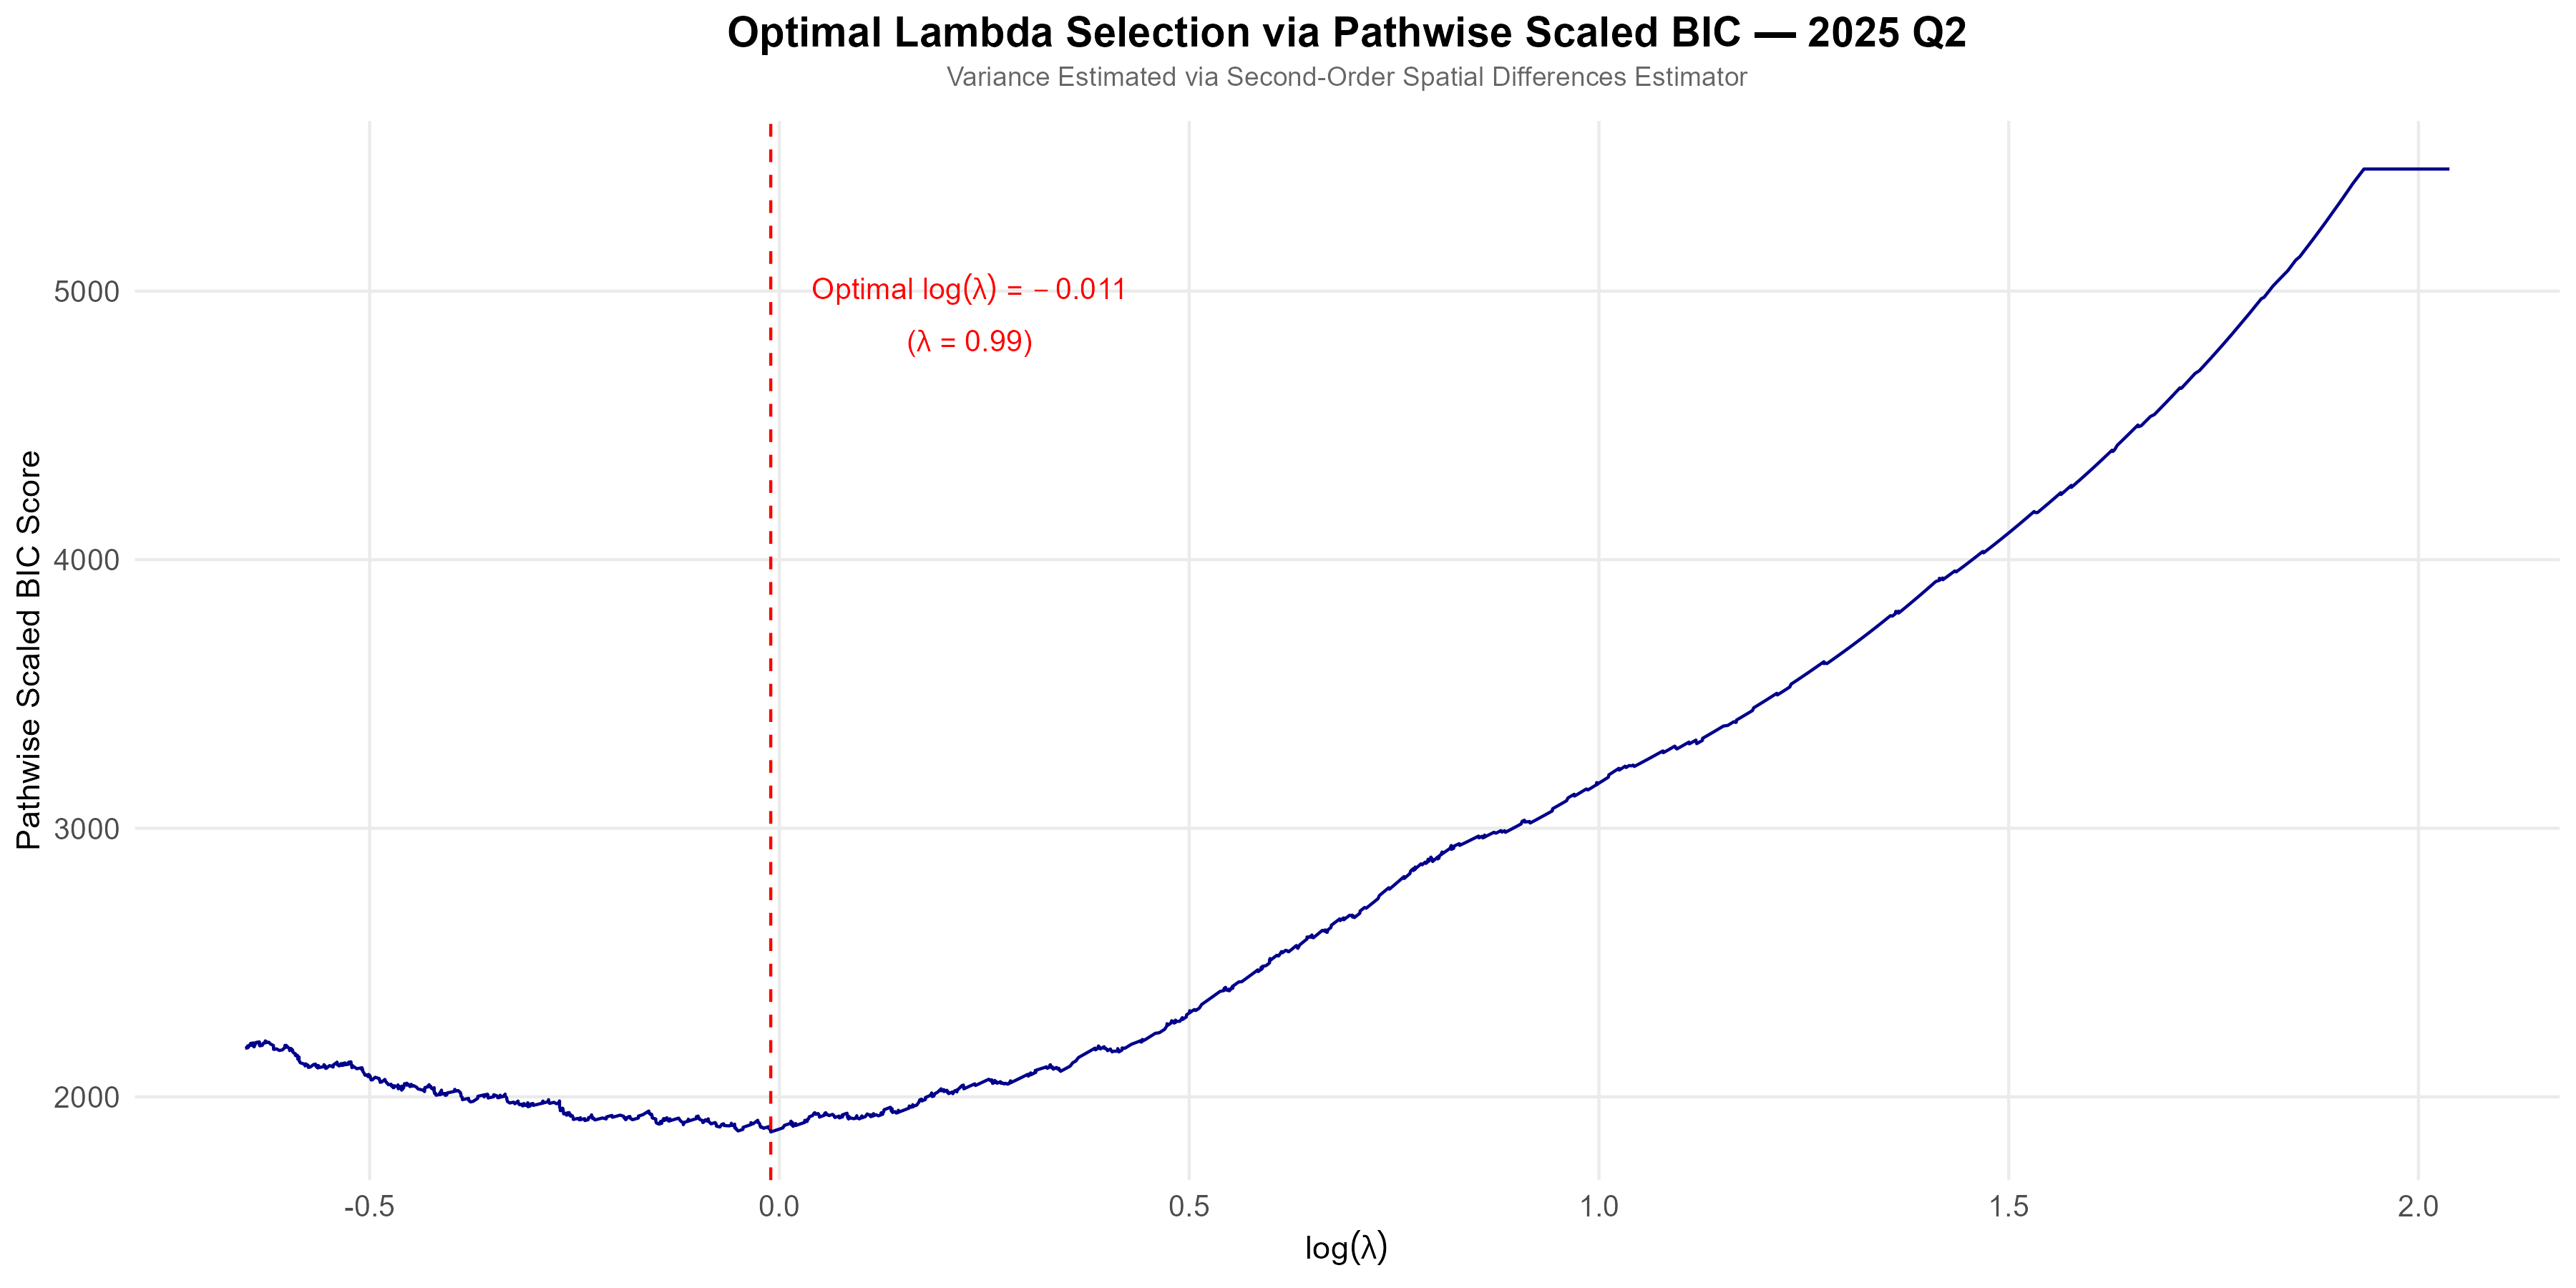 Optimal Lambda Selection via Pathwise Scaled BIC — 2025 Q2
Variance Estimated via Second-Order Spatial Differences Estimator
Optimal log(λ) = − 0.011
(λ = 0.99)
Pathwise Scaled BIC Score
5000
4000
3000
2000
-0.5 0.0 0.5 1.0 1.5 2.0
log(λ)